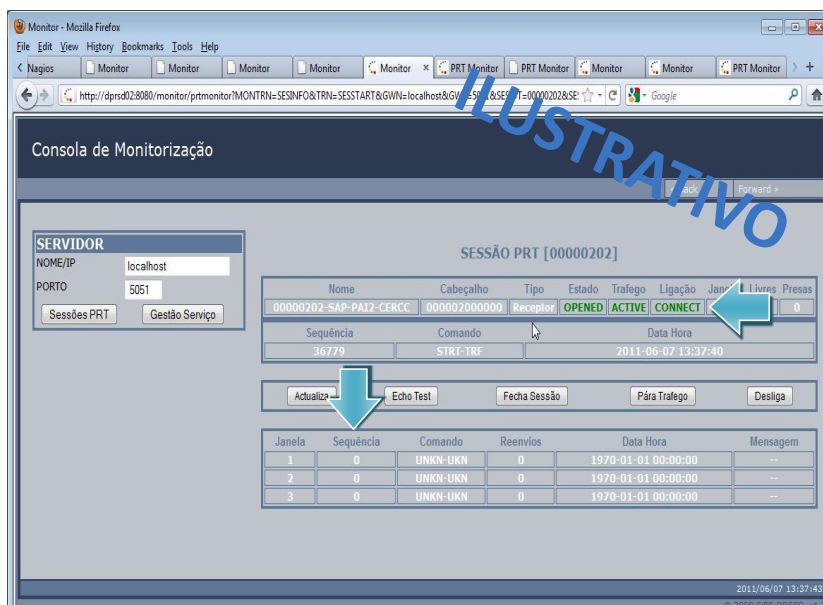 Monitor - Mozilla Firefox
File Edit View History Bookmarks Tools Help
Nagios Monitor Monitor Monitor Monitor Monitor PRT Monitor PRT Monitor Monitor Monitor PRT Monitor
http://dprsd02:8080/monitor/prtmonitor?MONTRN=SESINFO&TRN=SESSTART&GWN=localhost&GW =50 &SE T=00000202&SE: Google
ILUSTRATIVO
Consola de Monitorização
Back Forward >
SERVIDOR
NOME/IP localhost
PORTO 5051
Sessões PRT Gestão Serviço
SESSÃO PRT [00000202]
Nome Cabeçalho Tipo Estado Trafego Ligação Livres Presas
00000202-SAP-PAI2-CERCC 000002000000 Receptor OPENED ACTIVE CONNECT 0
Sequência Comando Data Hora
36779 STRT-TRF 2011-06-07 13:37:40
Actualiza Echo Test Fecha Sessão Pára Trafego Desliga
Janela Sequência Comando Reenvios Data Hora Mensagem
1 0 UNKN-UKN 0 1970-01-01 00:00:00 --
2 0 UNKN-UKN 0 1970-01-01 00:00:00 --
3 0 UNKN-UKN 0 1970-01-01 00:00:00 --
2011/06/07 13:37:43